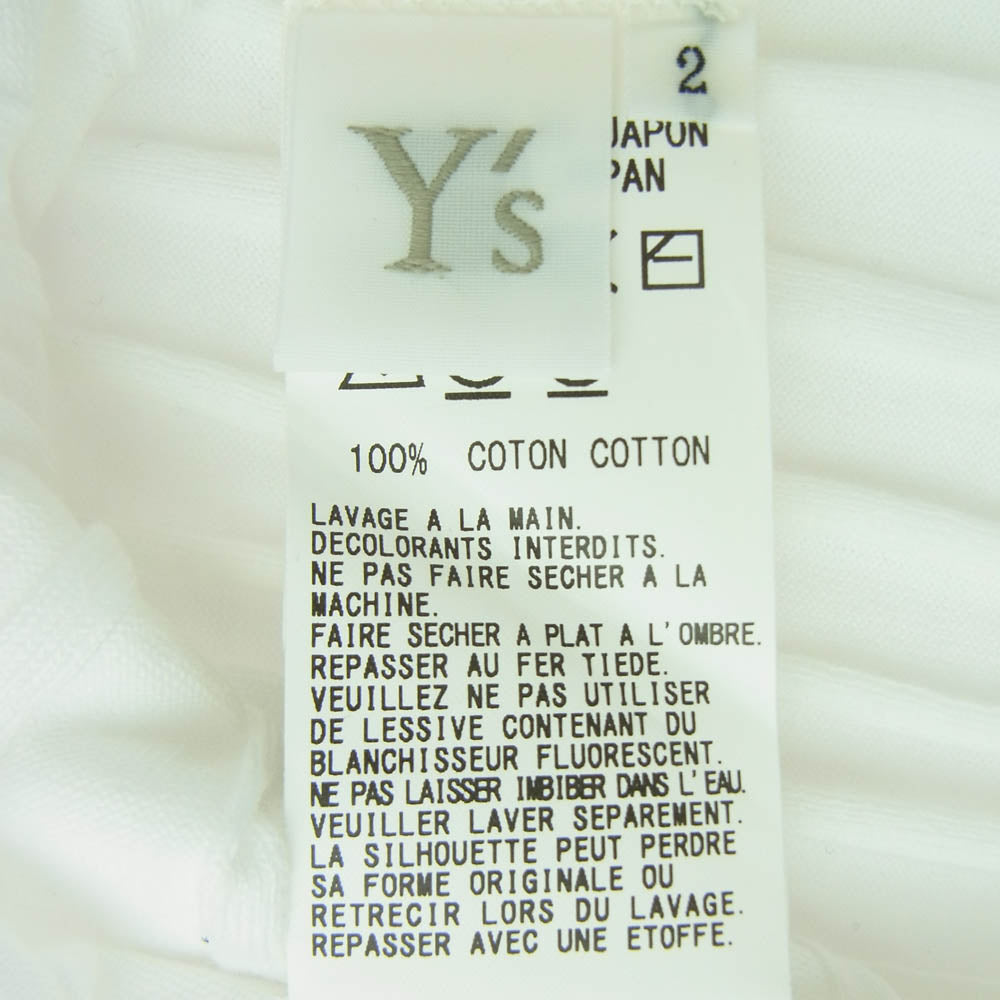 2
Y's
JAPON
PAN
100% COTON COTTON
LAVAGE A LA MAIN.
DECOLORANTS INTERDITS.
NE PAS FAIRE SECHER A LA
MACHINE.
FAIRE SECHER A PLAT A L'OMBRE.
REPASSER AU FER TIEDE.
VEUILLEZ NE PAS UTILISER
DE LESSIVE CONTENANT DU
BLANCHISSEUR FLUORESCENT.
NE PAS LAISSER IMBIBER DANS L'EAU.
VEUILLER LAVER SEPAREMENT.
LA SILHOUETTE PEUT PERDRE
SA FORME ORIGINALE OU
RETRECIR LORS DU LAVAGE.
REPASSER AVEC UNE ETOFFE.